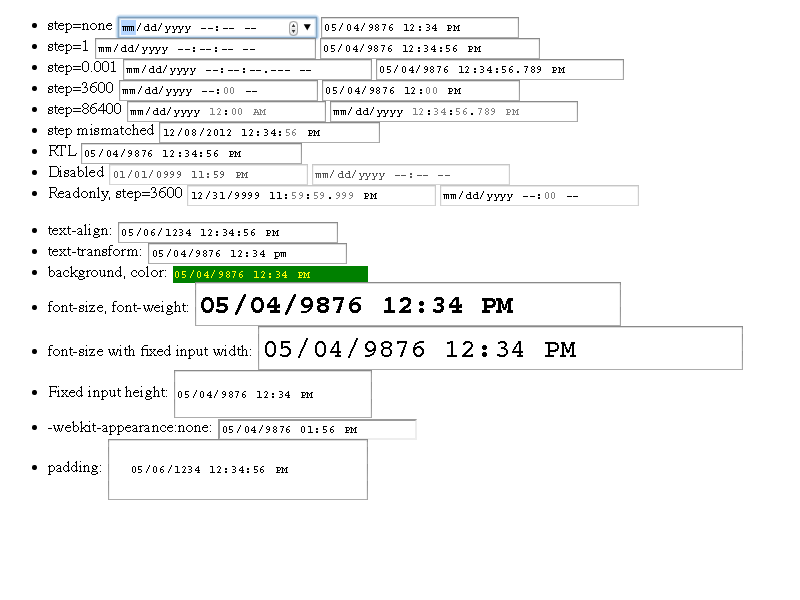 step=none mm/dd/yyyy --:-- -- 05/04/9876 12:34 PM
step=1 mm/dd/yyyy --:--:-- -- 05/04/9876 12:34:56 PM
step=0.001 mm/dd/yyyy --:--:--.--- -- 05/04/9876 12:34:56.789 PM
step=3600 mm/dd/yyyy --:00 -- 05/04/9876 12:00 PM
step=86400 mm/dd/yyyy 12:00 AM mm/dd/yyyy 12:34:56.789 PM
step mismatched 12/08/2012 12:34:56 PM
RTL 05/04/9876 12:34:56 PM
Disabled 01/01/0999 11:59 PM mm/dd/yyyy --:-- --
Readonly, step=3600 12/31/9999 11:59:59.999 PM mm/dd/yyyy --:00 --
text-align: 05/06/1234 12:34:56 PM
text-transform: 05/04/9876 12:34 pm
background, color: 05/04/9876 12:34 PM
font-size, font-weight: 05/04/9876 12:34 PM
font-size with fixed input width: 05/04/9876 12:34 PM
Fixed input height: 05/04/9876 12:34 PM
-webkit-appearance:none: 05/04/9876 01:56 PM
padding: 05/06/1234 12:34:56 PM